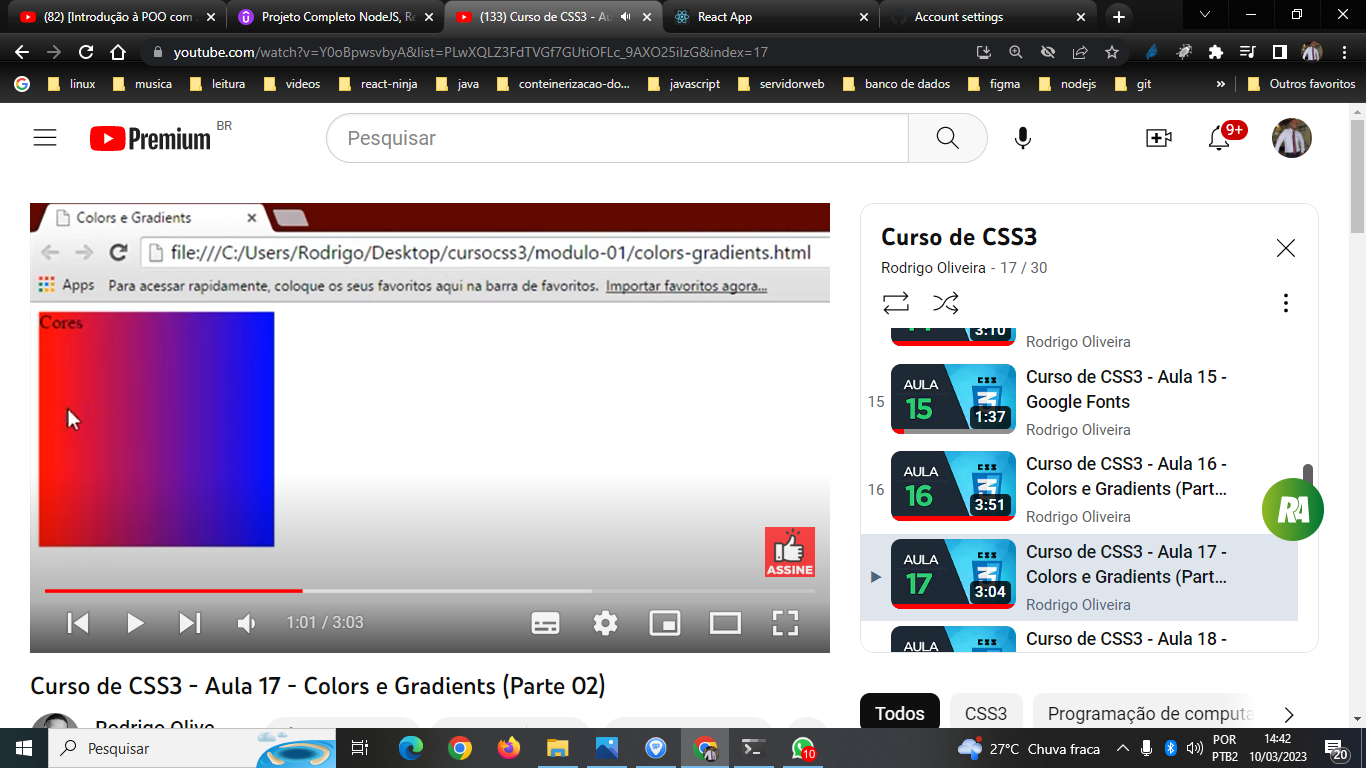 (82) [Introdução à POO com
Projeto Completo NodeJS, Re
(133) Curso de CSS3 - Au
React App
Account settings
youtube.com/watch?v=Y0oBpwsvbyA&list=PLwXQLZ3FdTVGf7GUtiOFLc_9AXO25iIzG&index=17
linux
musica
leitura
videos
react-ninja
java
conteinerizacao-do...
javascript
servidorweb
banco de dados
figma
nodejs
git
»
Outros favoritos
Premium BR
Pesquisar
9+
Colors e Gradients
file:///C:/Users/Rodrigo/Desktop/cursocss3/modulo-01/colors-gradients.html
Apps Para acessar rapidamente, coloque os seus favoritos aqui na barra de favoritos. Importar favoritos agora...
Cores
ASSINE
1:01 / 3:03
Curso de CSS3
Rodrigo Oliveira - 17 / 30
3:10
Rodrigo Oliveira
15
AULA
15
CSS
1:37
Curso de CSS3 - Aula 15 -
Google Fonts
Rodrigo Oliveira
16
AULA
16
CSS
3:51
Curso de CSS3 - Aula 16 -
Colors e Gradients (Part...
Rodrigo Oliveira
RA
AULA
17
CSS
3:04
Curso de CSS3 - Aula 17 -
Colors e Gradients (Part...
Rodrigo Oliveira
AULA
CSS
Curso de CSS3 - Aula 18 -
Curso de CSS3 - Aula 17 - Colors e Gradients (Parte 02)
Rodrigo Olive
Todos
CSS3
Programação de computa
Pesquisar
10
27°C Chuva fraca
POR
PTB2
14:42
10/03/2023
20